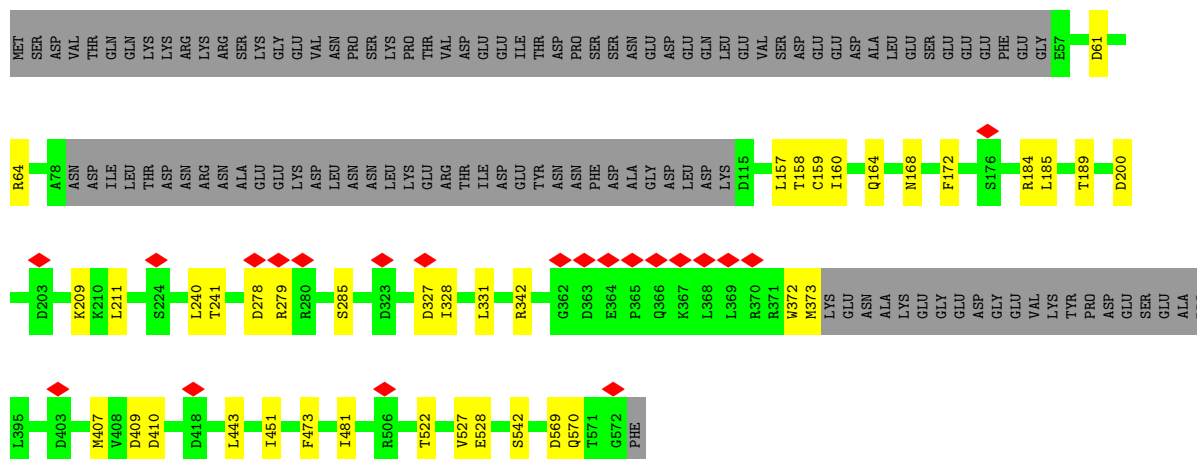 MET SER ASP VAL THR GLN GLN LYS LYS ARG LYS ARG SER LYS GLY GLU VAL ASN PRO SER LYS PRO THR VAL ASP GLU GLU ILE THR ASP PRO SER SER ASN GLU ASP GLU GLN LEU GLU VAL SER ASP GLU GLU ASP ALA LEU GLU SER GLU GLU GLU PHE GLU GLY E57 D61
R64 A78 ASN ASP ILE LEU THR ASP ASN ARG ASN ALA GLU GLU LYS ASP LEU ASN ASN LEU LYS GLU ARG THR ILE ASP GLU TYR ASN ASN PHE ASP ALA GLY ASP LEU ASP LYS D115 L157 T158 C159 I160 Q164 N168 F172 S176 R184 L185 T189 D200
D203 K209 K210 L211 S224 L240 T241 D278 R279 R280 S285 D323 D327 I328 L331 R342 G362 D363 E364 P365 Q366 K367 L368 L369 R370 R371 W372 M373 LYS GLU ASN ALA LYS GLU GLY GLU ASP GLY GLU VAL LYS TYR PRO ASP GLU SER GLU ALA
L395 D403 M407 V408 D409 D410 D418 L443 I451 F473 I481 R506 T522 V527 E528 S542 D569 Q570 T571 G572 PHE